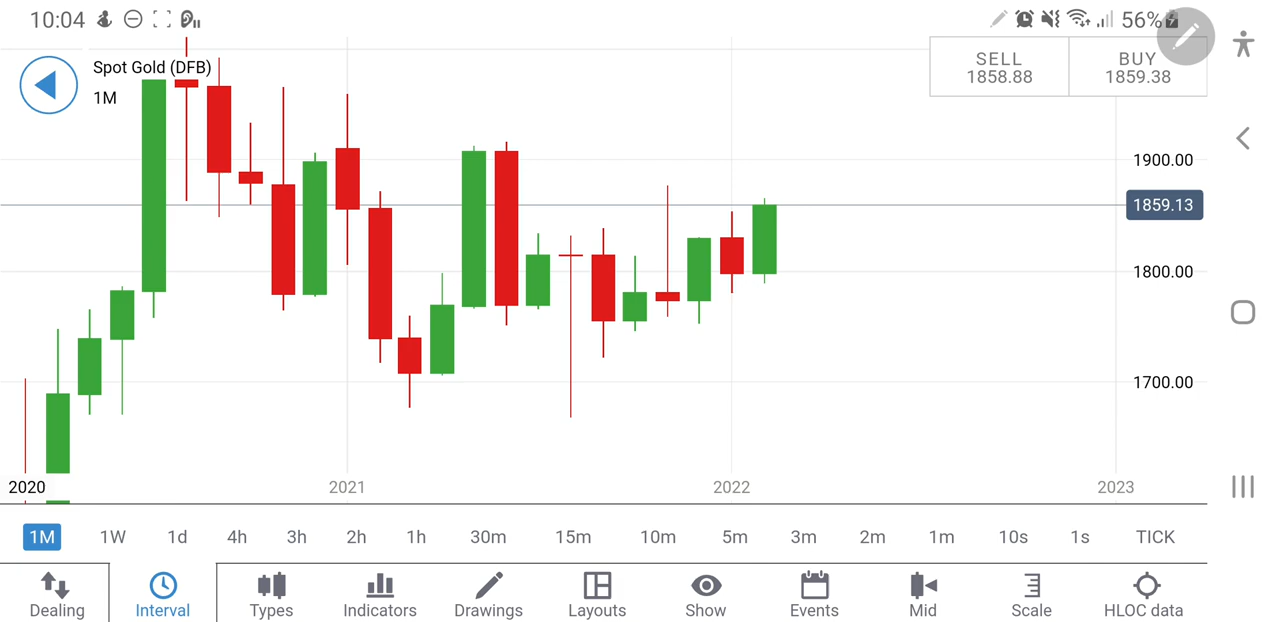 10:04
56%
Spot Gold (DFB)
1M
SELL
1858.88
BUY
1859.38
1900.00
1859.13
1800.00
1700.00
2020 2021 2022 2023
1M 1W 1d 4h 3h 2h 1h 30m 15m 10m 5m 3m 2m 1m 10s 1s TICK
Dealing Interval Types Indicators Drawings Layouts Show Events Mid Scale HLOC data